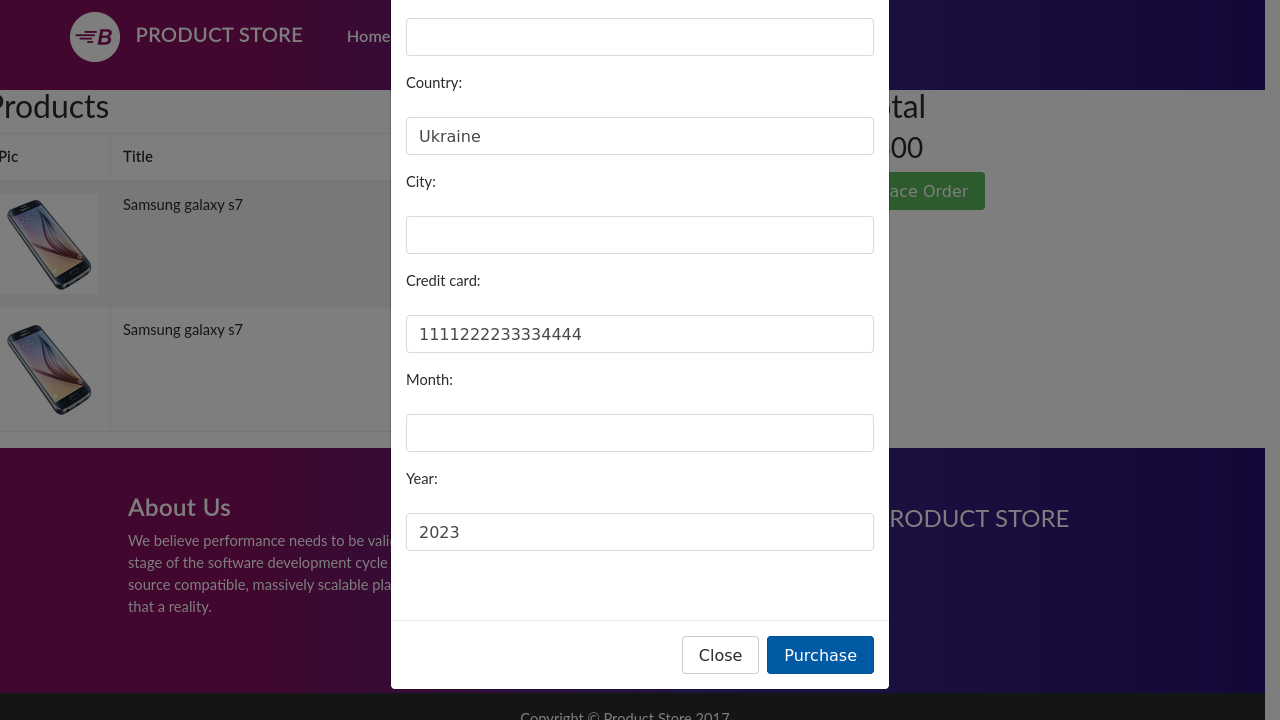 PRODUCT STORE
Home
Products
otal
00
Pic
Title
Samsung galaxy s7
ace Order
Samsung galaxy s7
Country:
Ukraine
City:
Credit card:
1111222233334444
Month:
Year:
2023
Close
Purchase
About Us
We believe performance needs to be vali
stage of the software development cycle
source compatible, massively scalable pla
that a reality.
RODUCT STORE
Copyright © Product Store 2017